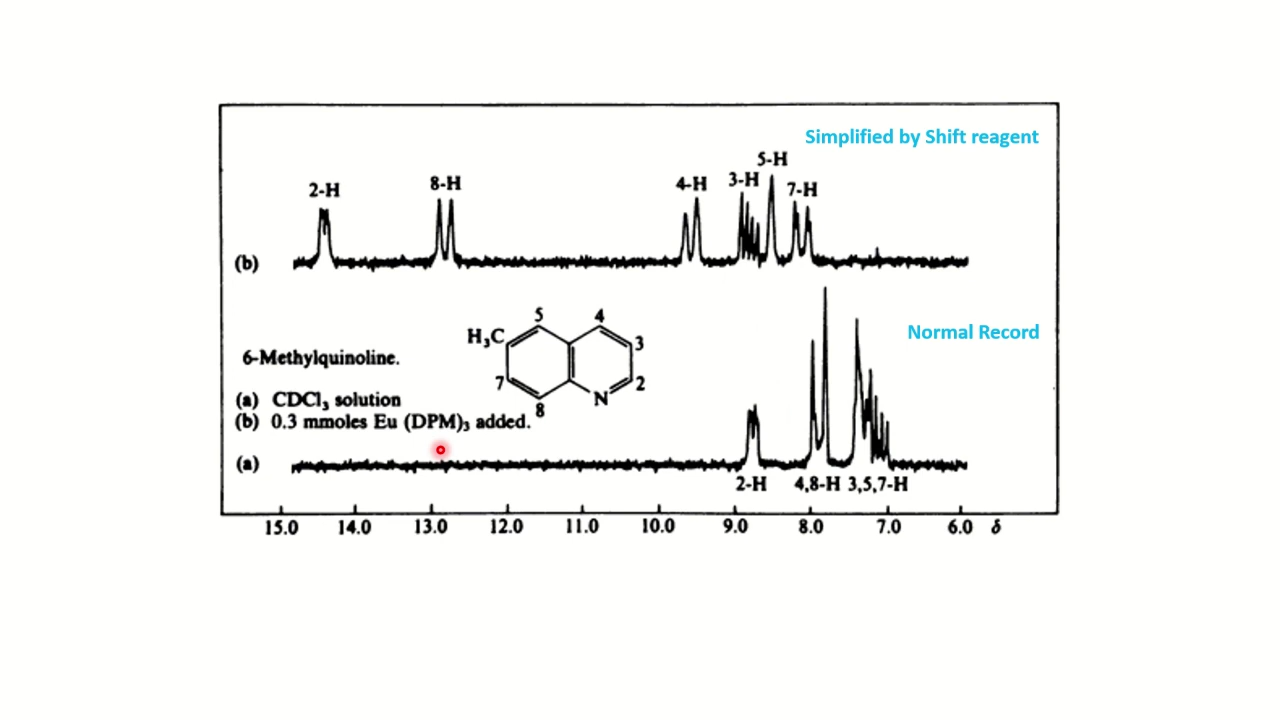 Simplified by Shift reagent
2-H
8-H
4-H
3-H
5-H
7-H
(b)
Normal Record
6-Methylquinoline.
(a) CDCl₃ solution
(b) 0.3 mmoles Eu (DPM)₃ added.
H₃C
5
4
3
7
2
8
N
(a)
2-H
4,8-H
3,5,7-H
15.0 14.0 13.0 12.0 11.0 10.0 9.0 8.0 7.0 6.0 δ